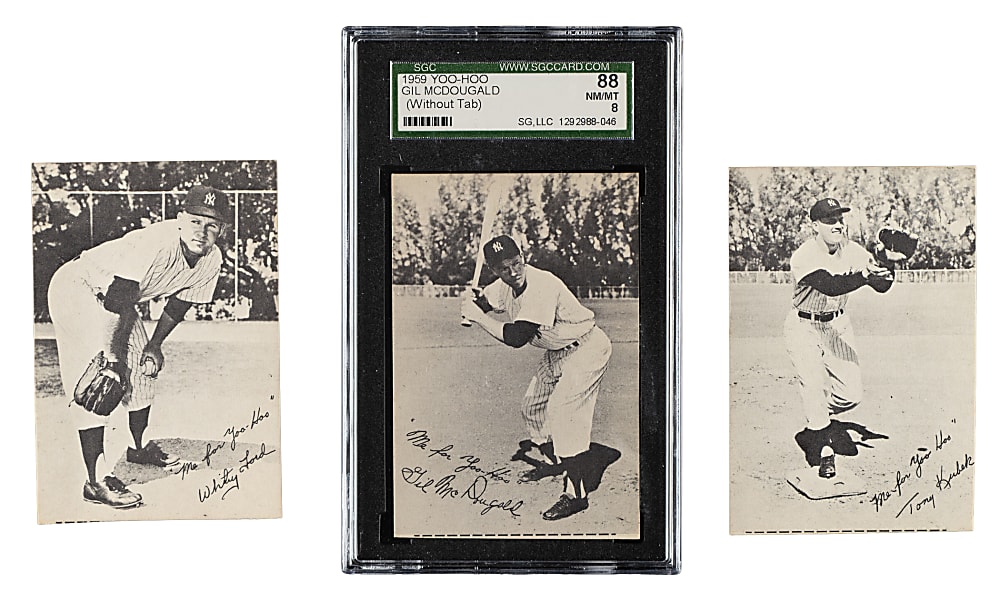 "Me for Yoo-Hoo"
Whitey Ford
SGC WWW.SGCCARD.COM
1959 YOO-HOO 88
GIL MCDOUGALD NM/MT
(Without Tab) 8
SG,LLC 1292988-046
NY
"Me for Yoo-Hoo
Gil McDougald
"Me for Yoo Hoo"
Tony Kubek